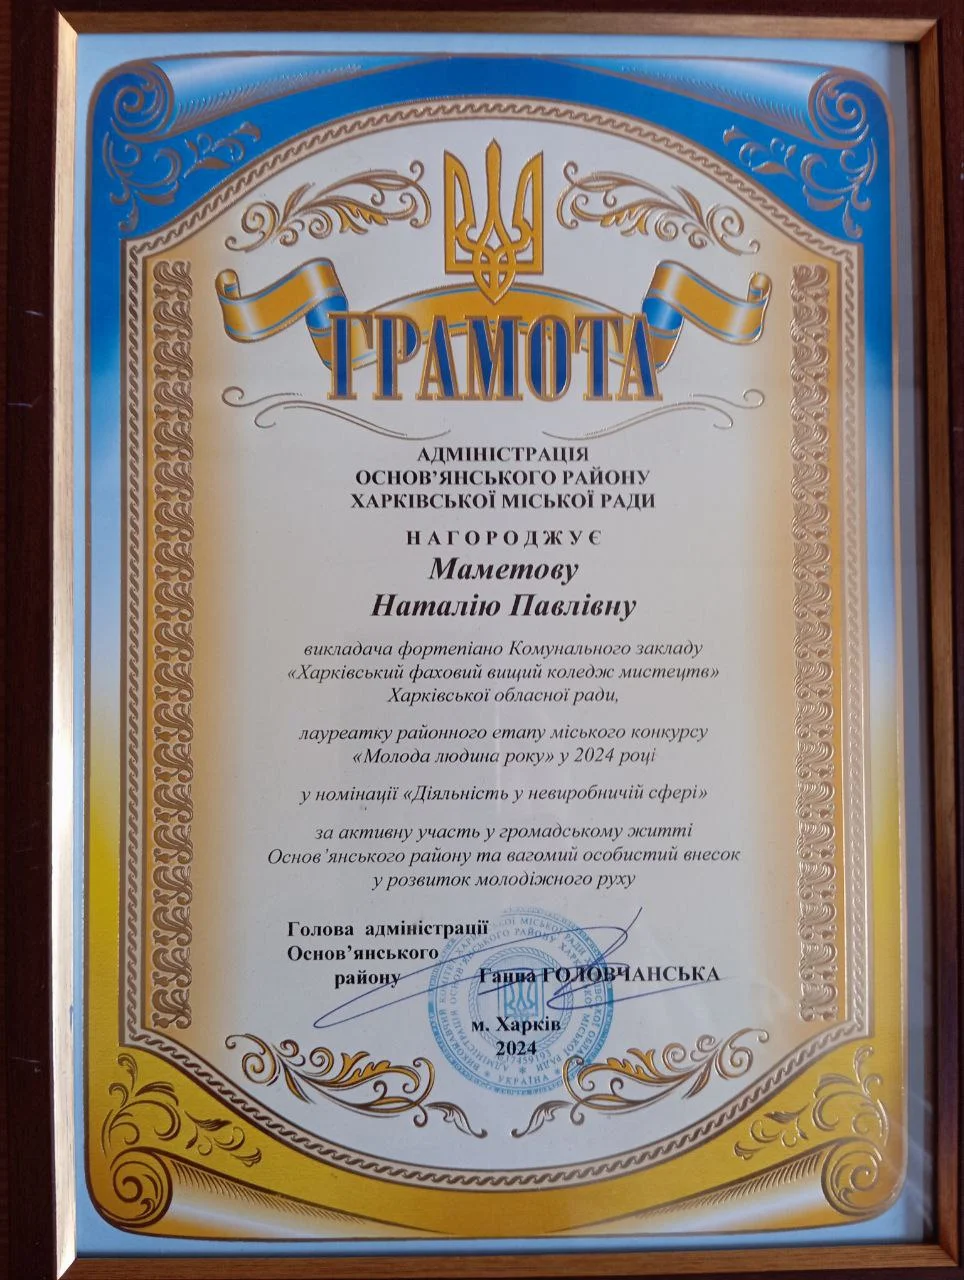 ГРАМОТА
АДМІНІСТРАЦІЯ
ОСНОВ'ЯНСЬКОГО РАЙОНУ
ХАРКІВСЬКОЇ МІСЬКОЇ РАДИ
НАГОРОДЖУЄ
Маметову
Наталію Павлівну
викладача фортепіано Комунального закладу
«Харківський фаховий вищий коледж мистецтв»
Харківської обласної ради,
лауреатку районного етапу міського конкурсу
«Молода людина року» у 2024 році
у номінації «Діяльність у невиробничій сфері»
за активну участь у громадському житті
Основ'янського району та вагомий особистий внесок
у розвиток молодіжного руху
Голова адміністрації
Основ'янського
району Ганна ГОЛОВЧАНСЬКА
м. Харків
2024
УКРАЇНА